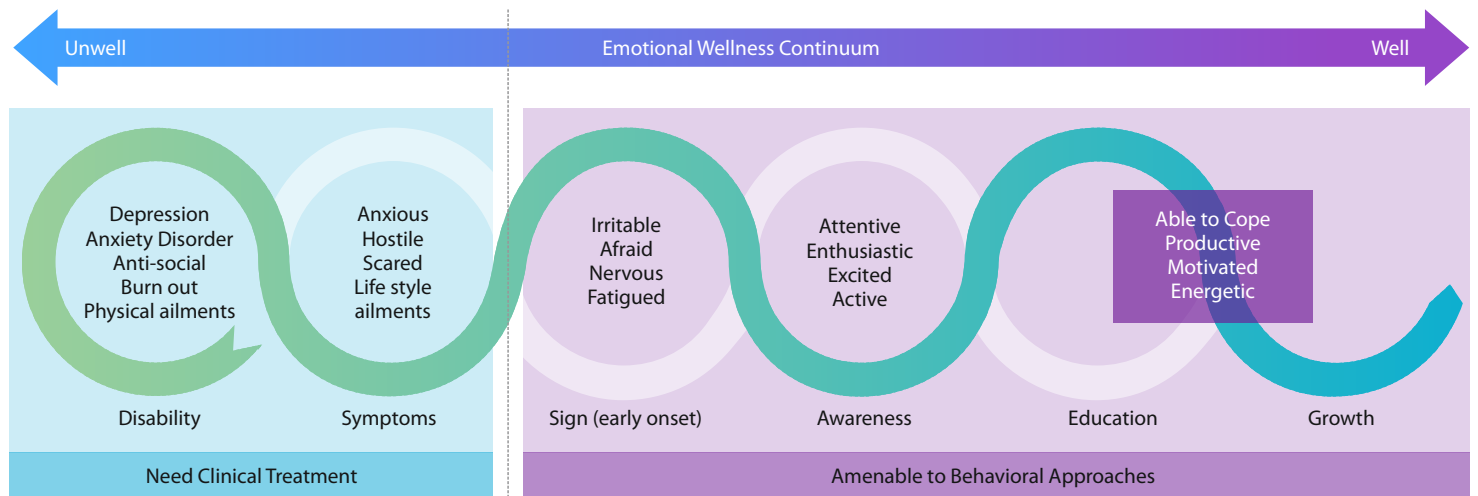 Unwell
Emotional Wellness Continuum
Well
Depression
Anxiety Disorder
Anti-social
Burn out
Physical ailments
Anxious
Hostile
Scared
Life style
ailments
Irritable
Afraid
Nervous
Fatigued
Attentive
Enthusiastic
Excited
Active
Able to Cope
Productive
Motivated
Energetic
Disability
Symptoms
Sign (early onset)
Awareness
Education
Growth
Need Clinical Treatment
Amenable to Behavioral Approaches